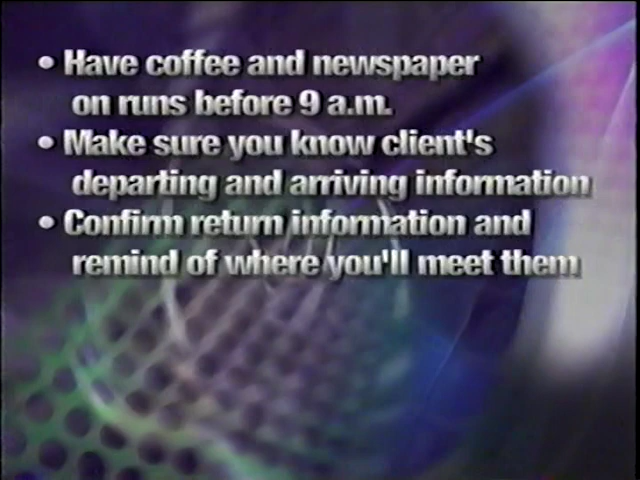 • Have coffee and newspaper
on runs before 9 a.m.
• Make sure you know client's
departing and arriving information
• Confirm return information and
remind of where you'll meet them